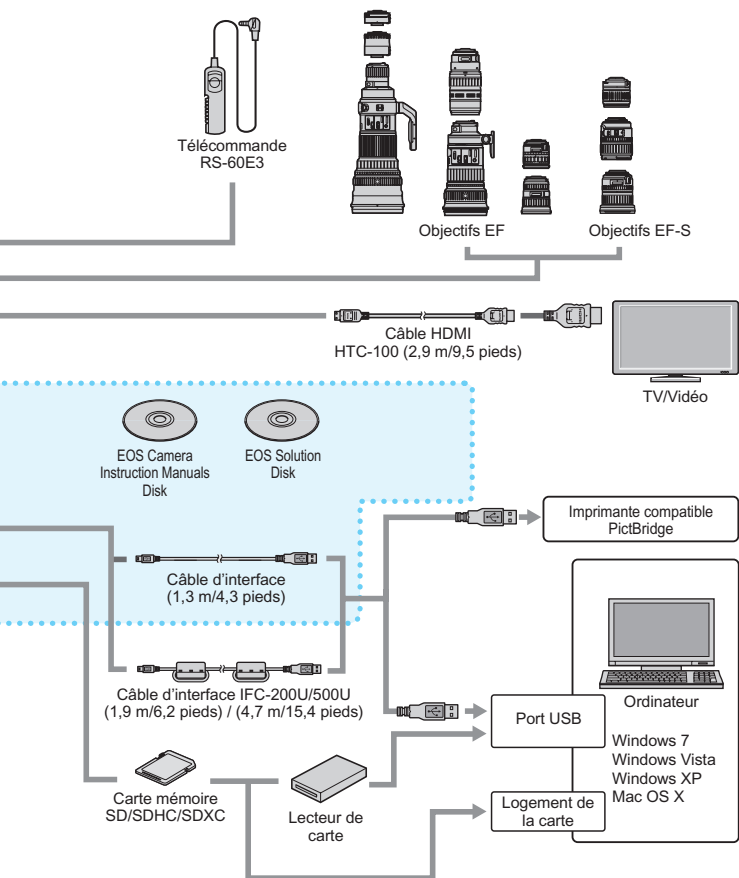 Télécommande
RS-60E3
Objectifs EF
Objectifs EF-S
Câble HDMI
HTC-100 (2,9 m/9,5 pieds)
TV/Vidéo
EOS Camera
Instruction Manuals
Disk
EOS Solution
Disk
Imprimante compatible
PictBridge
Câble d'interface
(1,3 m/4,3 pieds)
Câble d'interface IFC-200U/500U
(1,9 m/6,2 pieds) / (4,7 m/15,4 pieds)
Port USB
Ordinateur
Windows 7
Windows Vista
Windows XP
Mac OS X
Carte mémoire
SD/SDHC/SDXC
Lecteur de
carte
Logement de
la carte